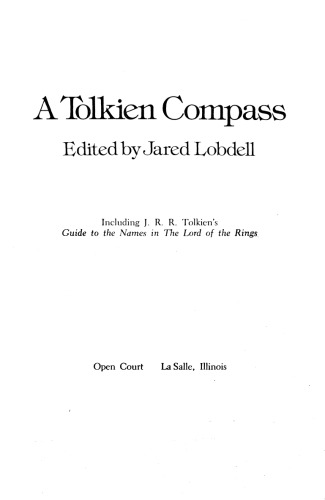 A Tolkien Compass
Edited by Jared Lobdell
Including J. R. R. Tolkien's
Guide to the Names in The Lord of the Rings
Open Court La Salle, Illinois